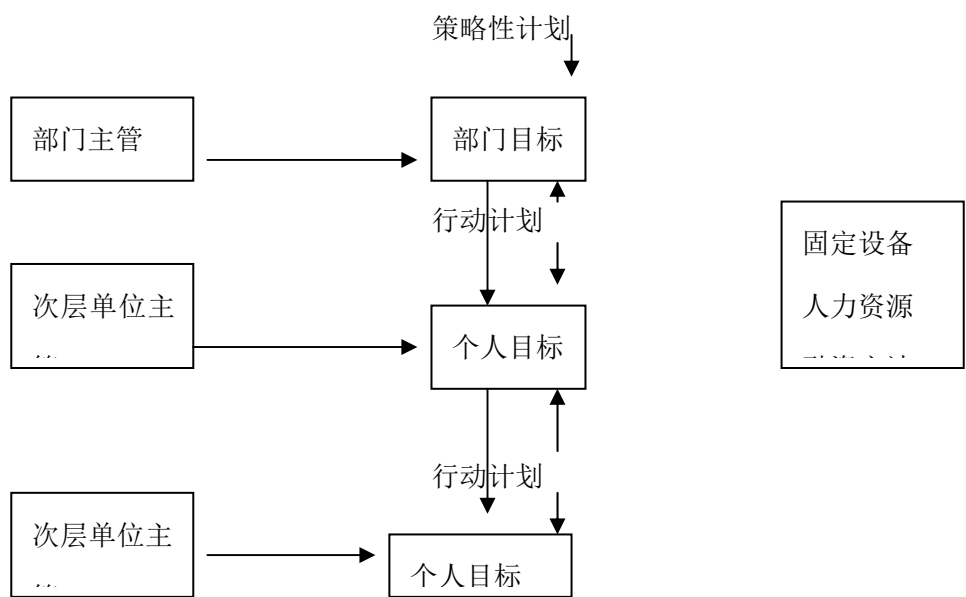 策略性计划
部门主管
部门目标
行动计划
固定设备
人力资源
次层单位主
个人目标
行动计划
次层单位主
个人目标